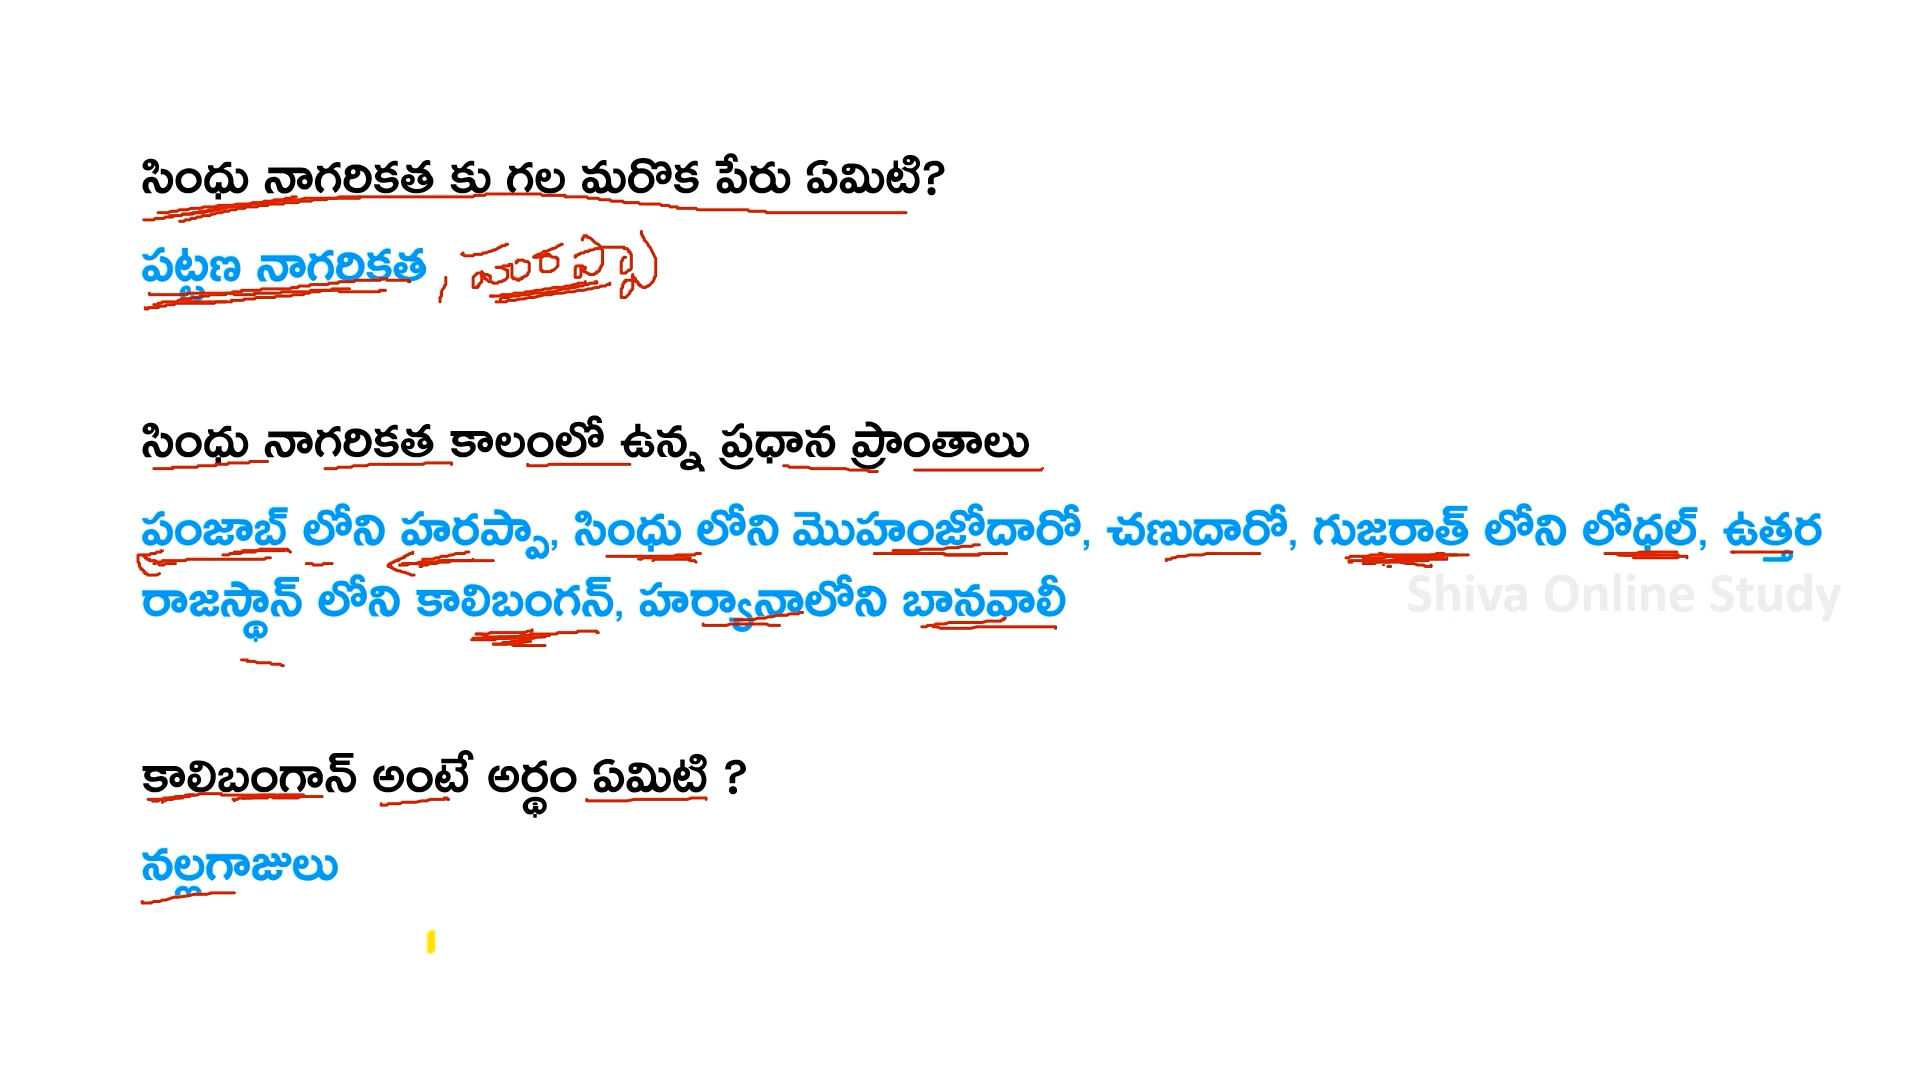 సింధు నాగరికత కు గల మరొక పేరు ఏమిటి?
పట్టణ నాగరికత, హరప్పా
సింధు నాగరికత కాలంలో ఉన్న ప్రధాన ప్రాంతాలు
పంజాబ్ లోని హరప్పా, సింధు లోని మొహంజోదారో, చణుదారో, గుజరాత్ లోని లోధల్, ఉత్తర
రాజస్థాన్ లోని కాలిబంగన్, హర్యానాలోని బానవాలీ
Shiva Online Study
కాలిబంగాన్ అంటే అర్థం ఏమిటి ?
నల్లగాజులు